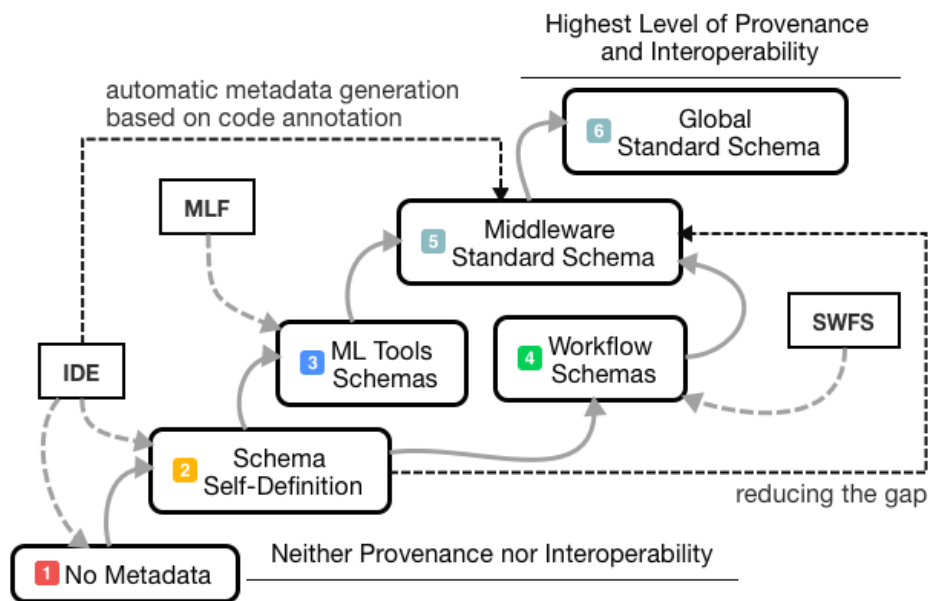 Highest Level of Provenance
and Interoperability
automatic metadata generation
based on code annotation
6 Global
Standard Schema
MLF
5 Middleware
Standard Schema
SWFS
3 ML Tools
Schemas
4 Workflow
Schemas
IDE
2 Schema
Self-Definition
reducing the gap
Neither Provenance nor Interoperability
1 No Metadata